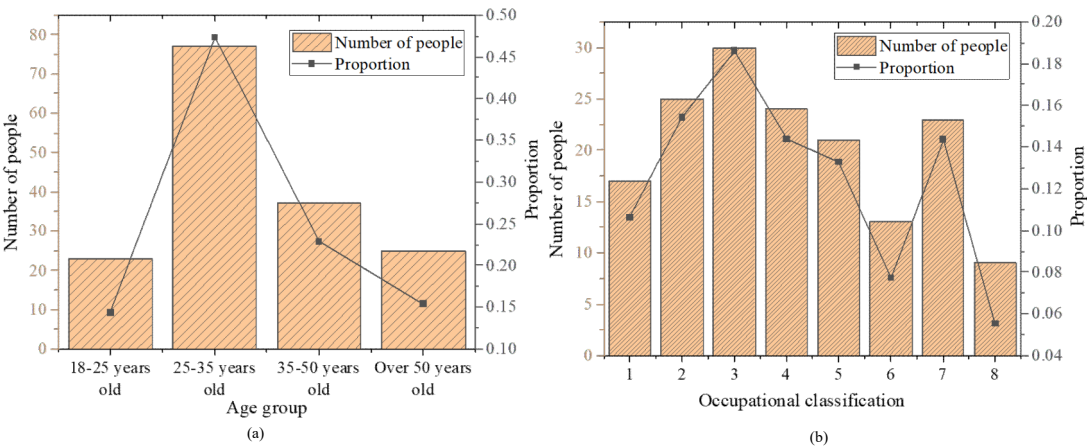 Number of people
80
70
60
50
40
30
20
10
0
0.50
0.45
0.40
0.35
0.30
0.25
0.20
0.15
0.10
Proportion
Number of people
Proportion
18-25 years
old
25-35 years
old
35-50 years
old
Over 50 years
old
Age group
(a)
Number of people
30
25
20
15
10
5
0
0.20
0.18
0.16
0.14
0.12
0.10
0.08
0.06
0.04
Proportion
Number of people
Proportion
1 2 3 4 5 6 7 8
Occupational classification
(b)